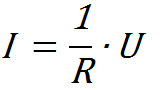 I = 1/R · U